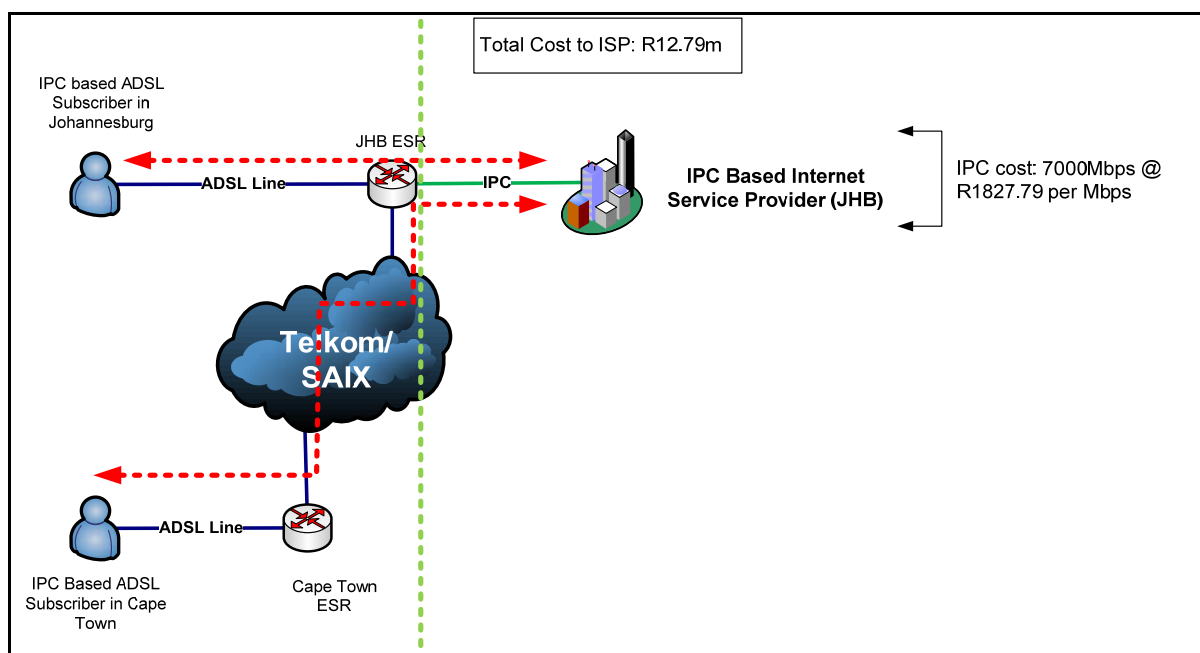 Total Cost to ISP: R12.79m
IPC based ADSL
Subscriber in
Johannesburg
JHB ESR
ADSL Line
IPC
IPC Based Internet
Service Provider (JHB)
IPC cost: 7000Mbps @
R1827.79 per Mbps
Telkom/
SAIX
ADSL Line
IPC Based ADSL
Subscriber in Cape
Town
Cape Town
ESR